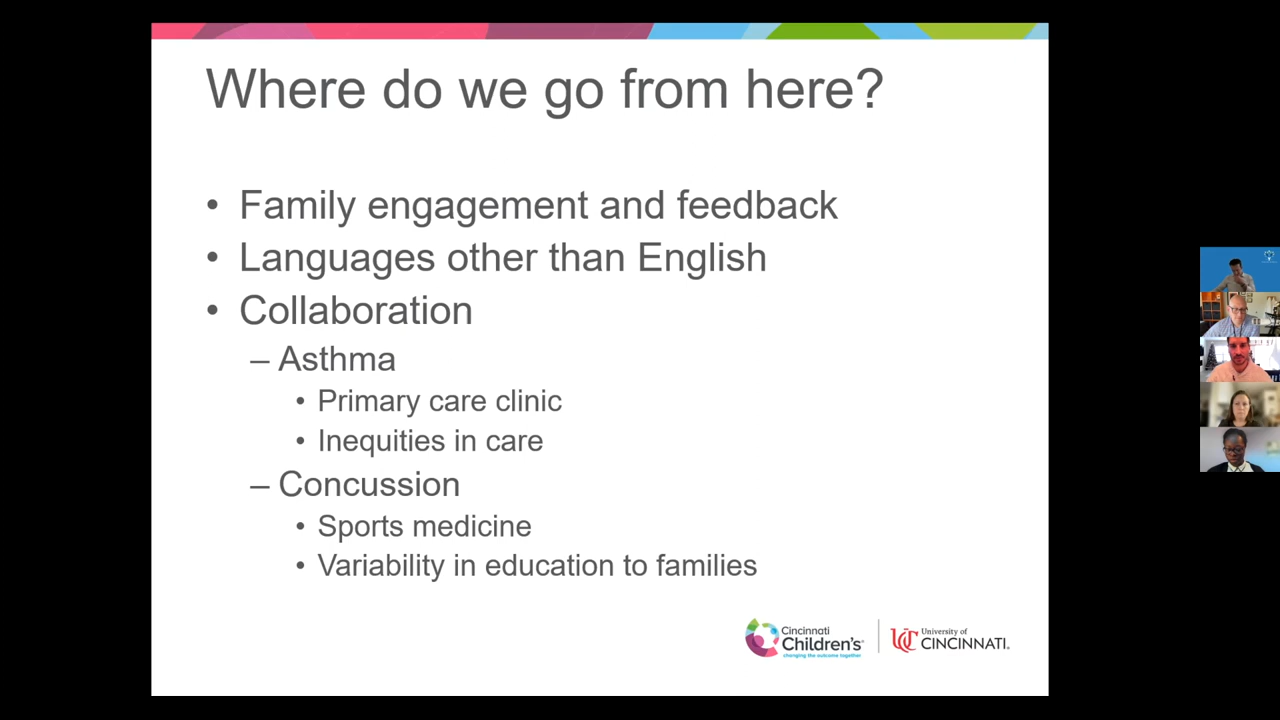 Where do we go from here?
• Family engagement and feedback
• Languages other than English
• Collaboration
– Asthma
• Primary care clinic
• Inequities in care
– Concussion
• Sports medicine
• Variability in education to families
Cincinnati
Children's
changing the outcome together
UC
University of
CINCINNATI